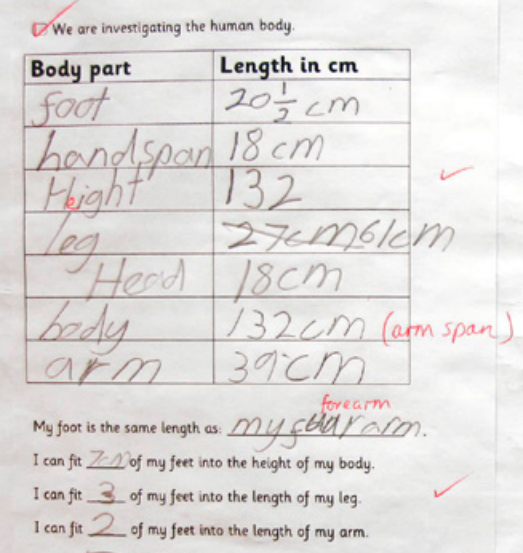 We are investigating the human body.
Body part Length in cm
foot 20 1/2 cm
handspan 18 cm
Height 132
leg 27cm 61cm
Head 18cm
body 132cm (arm span)
arm 39cm
forearm
My foot is the same length as: my arm.
I can fit of my feet into the height of my body.
I can fit 3 of my feet into the length of my leg.
I can fit 2 of my feet into the length of my arm.